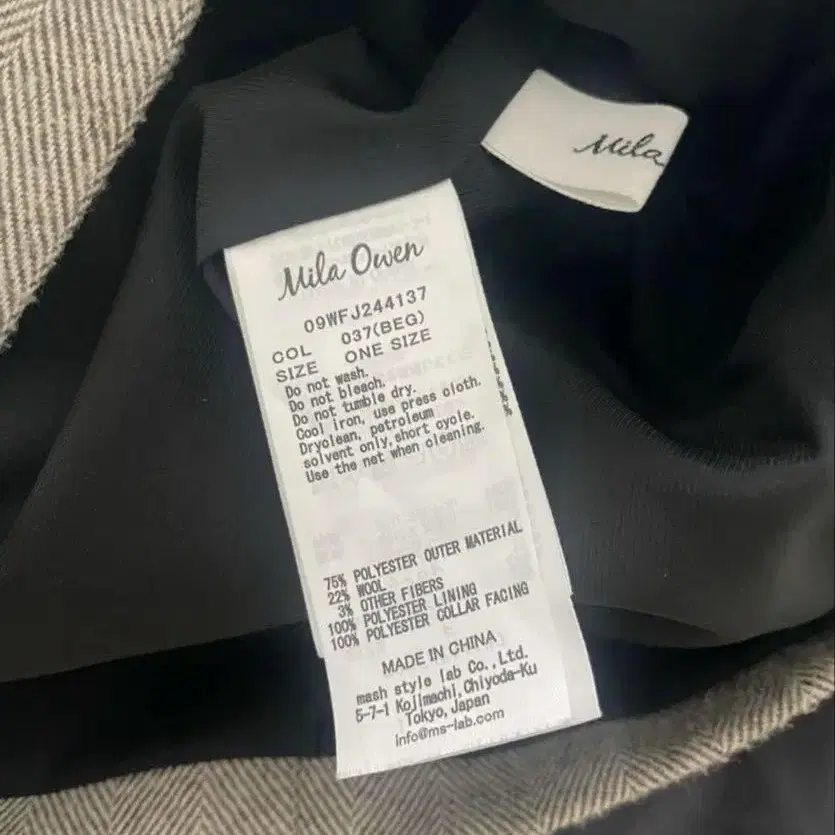 Mila
Mila Owen
09WFJ244137
COL 037(BEG)
SIZE ONE SIZE
Do not wash.
Do not bleach.
Do not tumble dry.
Cool iron, use press cloth.
Dryclean, petroleum
solvent only, short cycle.
Use the net when cleaning.
75% POLYESTER OUTER MATERIAL
22% WOOL
3% OTHER FIBERS
100% POLYESTER LINING
100% POLYESTER COLLAR FACING
MADE IN CHINA
mash style lab Co., Ltd.
5-7-1 Kojimachi, Chiyoda-Ku
Tokyo, Japan
info@ms-lab.com